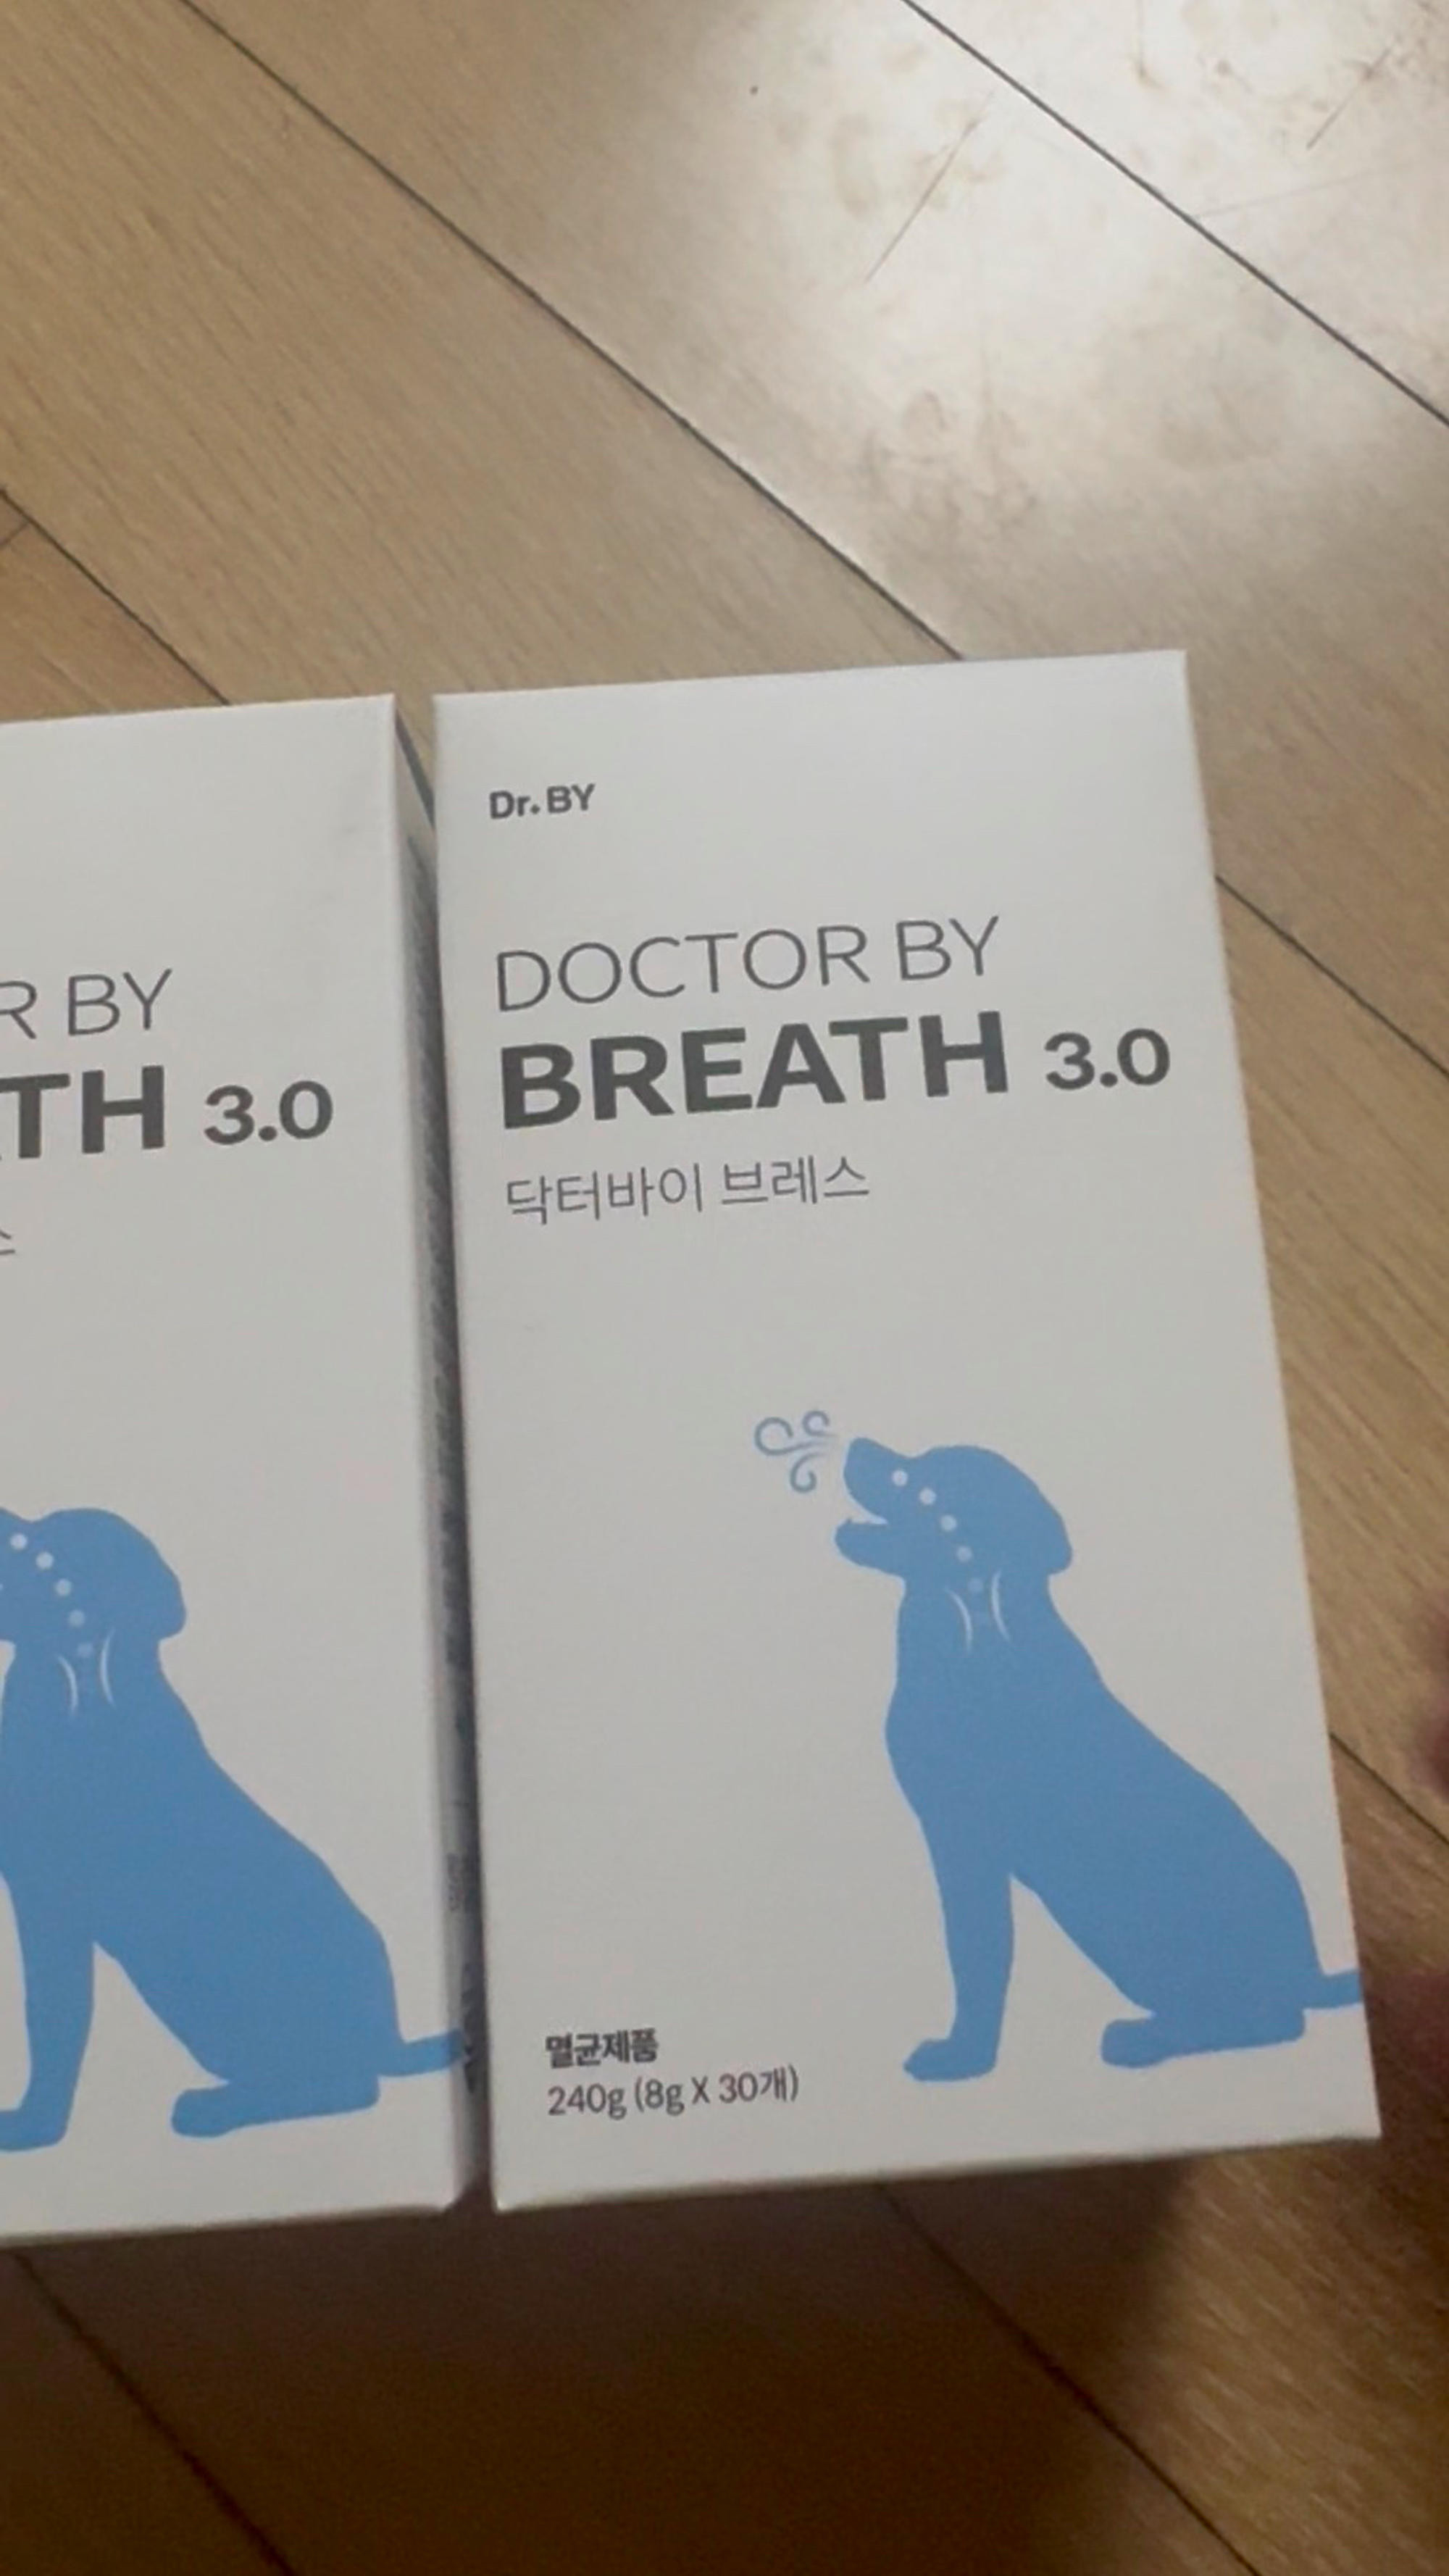 R BY
TH 3.0
스
Dr.BY
DOCTOR BY
BREATH 3.0
닥터바이 브레스
멸균제품
240g (8g X 30개)